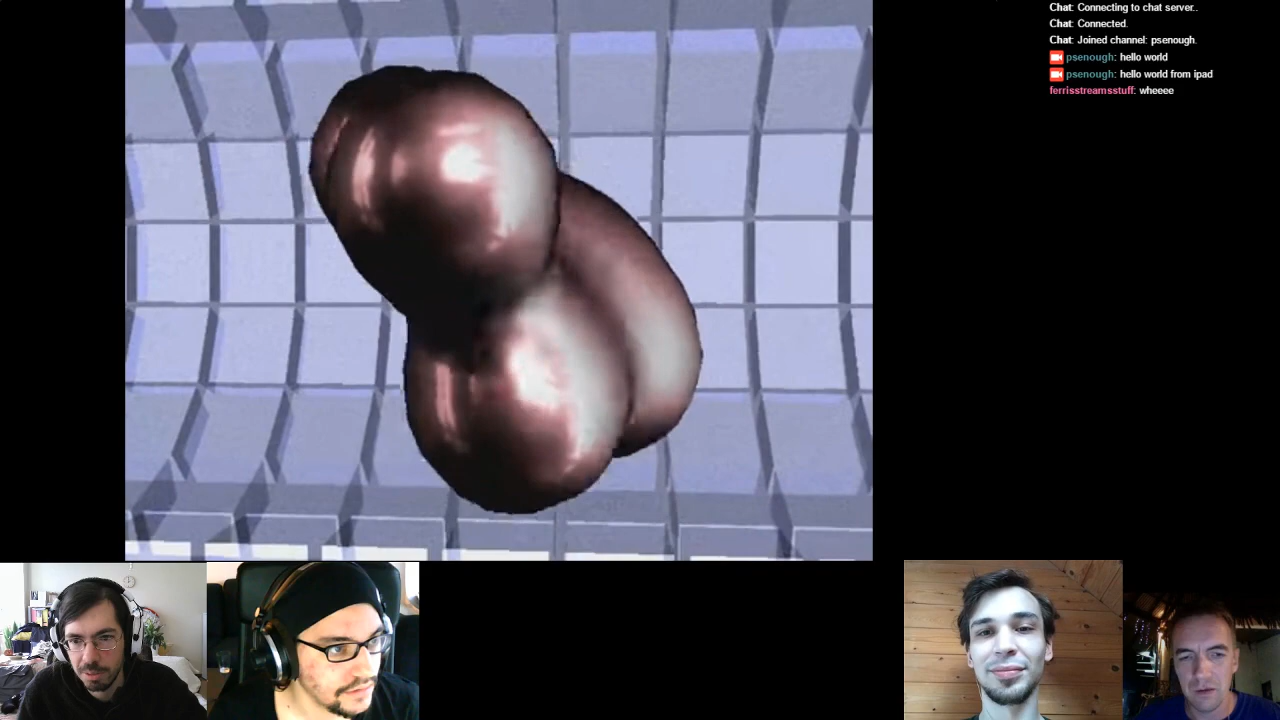 Chat: Connecting to chat server..
Chat: Connected.
Chat: Joined channel: psenough.
psenough: hello world
psenough: hello world from ipad
ferrisstreamsstuff: wheeee